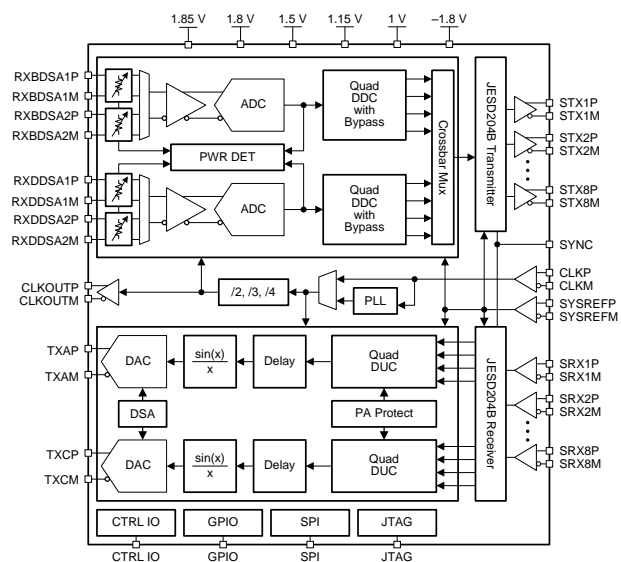 1.85 V
1.8 V
1.5 V
1.15 V
1 V
–1.8 V
RXBDSA1P
RXBDSA1M
RXBDSA2P
RXBDSA2M
ADC
Quad
DDC
with
Bypass
PWR DET
RXDDSA1P
RXDDSA1M
RXDDSA2P
RXDDSA2M
ADC
Quad
DDC
with
Bypass
Crossbar Mux
JESD204B Transmitter
STX1P
STX1M
STX2P
STX2M
STX8P
STX8M
SYNC
CLKOUTP
CLKOUTM
/2, /3, /4
PLL
CLKP
CLKM
SYSREFP
SYSREFM
TXAP
TXAM
DAC
sin(x)
x
Delay
Quad
DUC
DSA
PA Protect
TXCP
TXCM
DAC
sin(x)
x
Delay
Quad
DUC
JESD204B Receiver
SRX1P
SRX1M
SRX2P
SRX2M
SRX8P
SRX8M
CTRL IO
GPIO
SPI
JTAG
CTRL IO
GPIO
SPI
JTAG